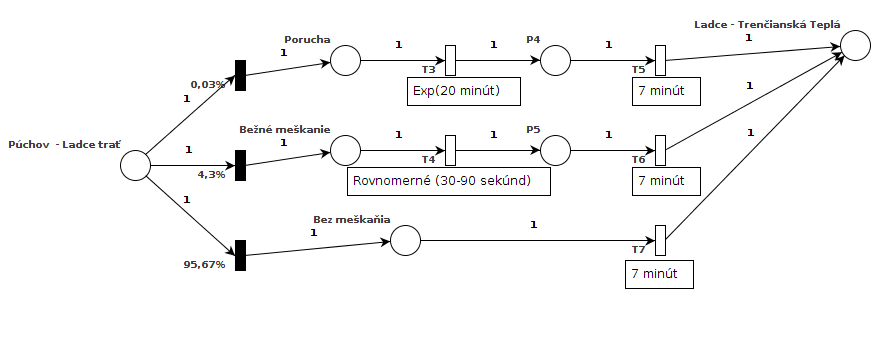 Ladce - Trenčianská Teplá
1
Porucha
1
1
1
P4
1
T3
T5
0,03%
1
Exp(20 minút)
7 minút
1
Púchov - Ladce trať
1
Bežné meškanie
1
1
1
P5
1
1
4,3%
T4
T6
Rovnomerné (30-90 sekúnd)
7 minút
1
Bez meškaňia
1
1
95,67%
T7
7 minút